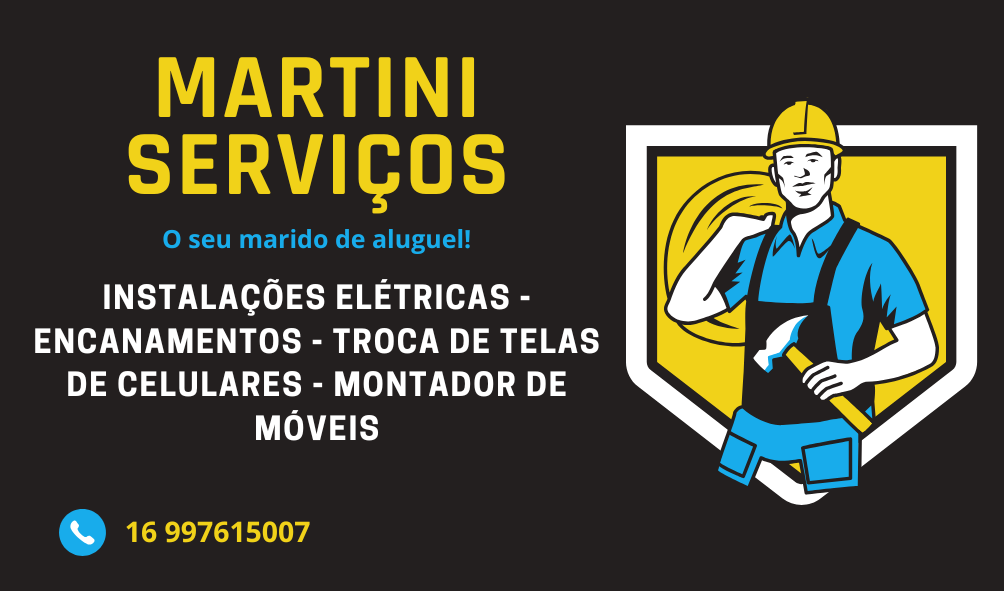 MARTINI
SERVIÇOS
O seu marido de aluguel!
INSTALAÇÕES ELÉTRICAS -
ENCANAMENTOS - TROCA DE TELAS
DE CELULARES - MONTADOR DE
MÓVEIS
16 997615007